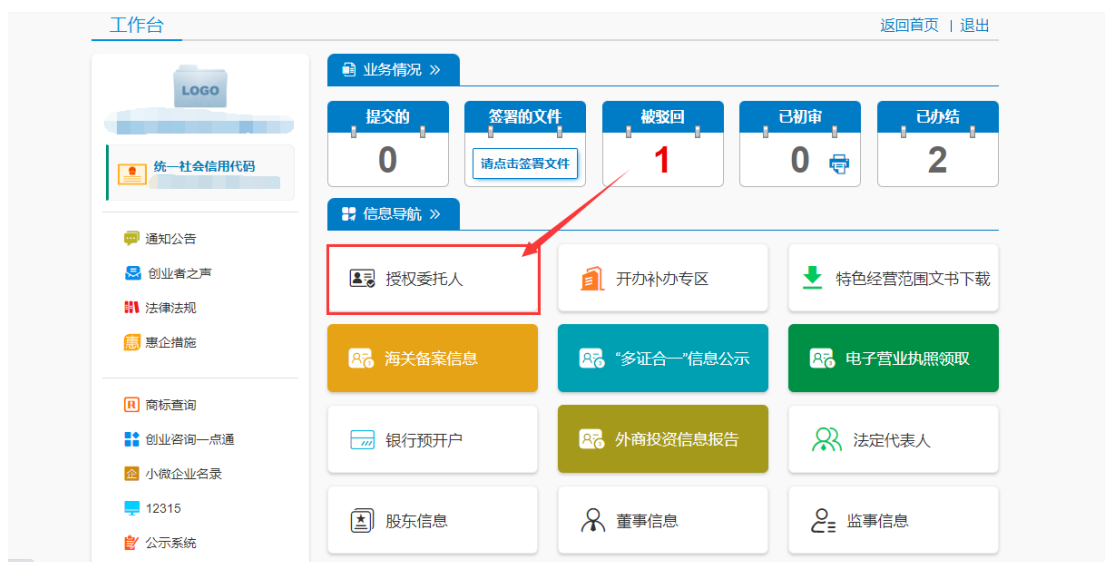 工作台
返回首页 | 退出
LOGO
统一社会信用代码
通知公告
创业者之声
法律法规
惠
惠企措施
R 商标查询
创业咨询一点通
企 小微企业名录
12315
公示系统
业务情况 »
提交的 签署的文件 被驳回 已初审 已办结
0 请点击签署文件 1 0 2
信息导航 »
授权委托人 开办补办专区 特色经营范围文书下载
海关备案信息 “多证合一”信息公示 电子营业执照领取
银行预开户 外商投资信息报告 法定代表人
股东信息 董事信息 监事信息